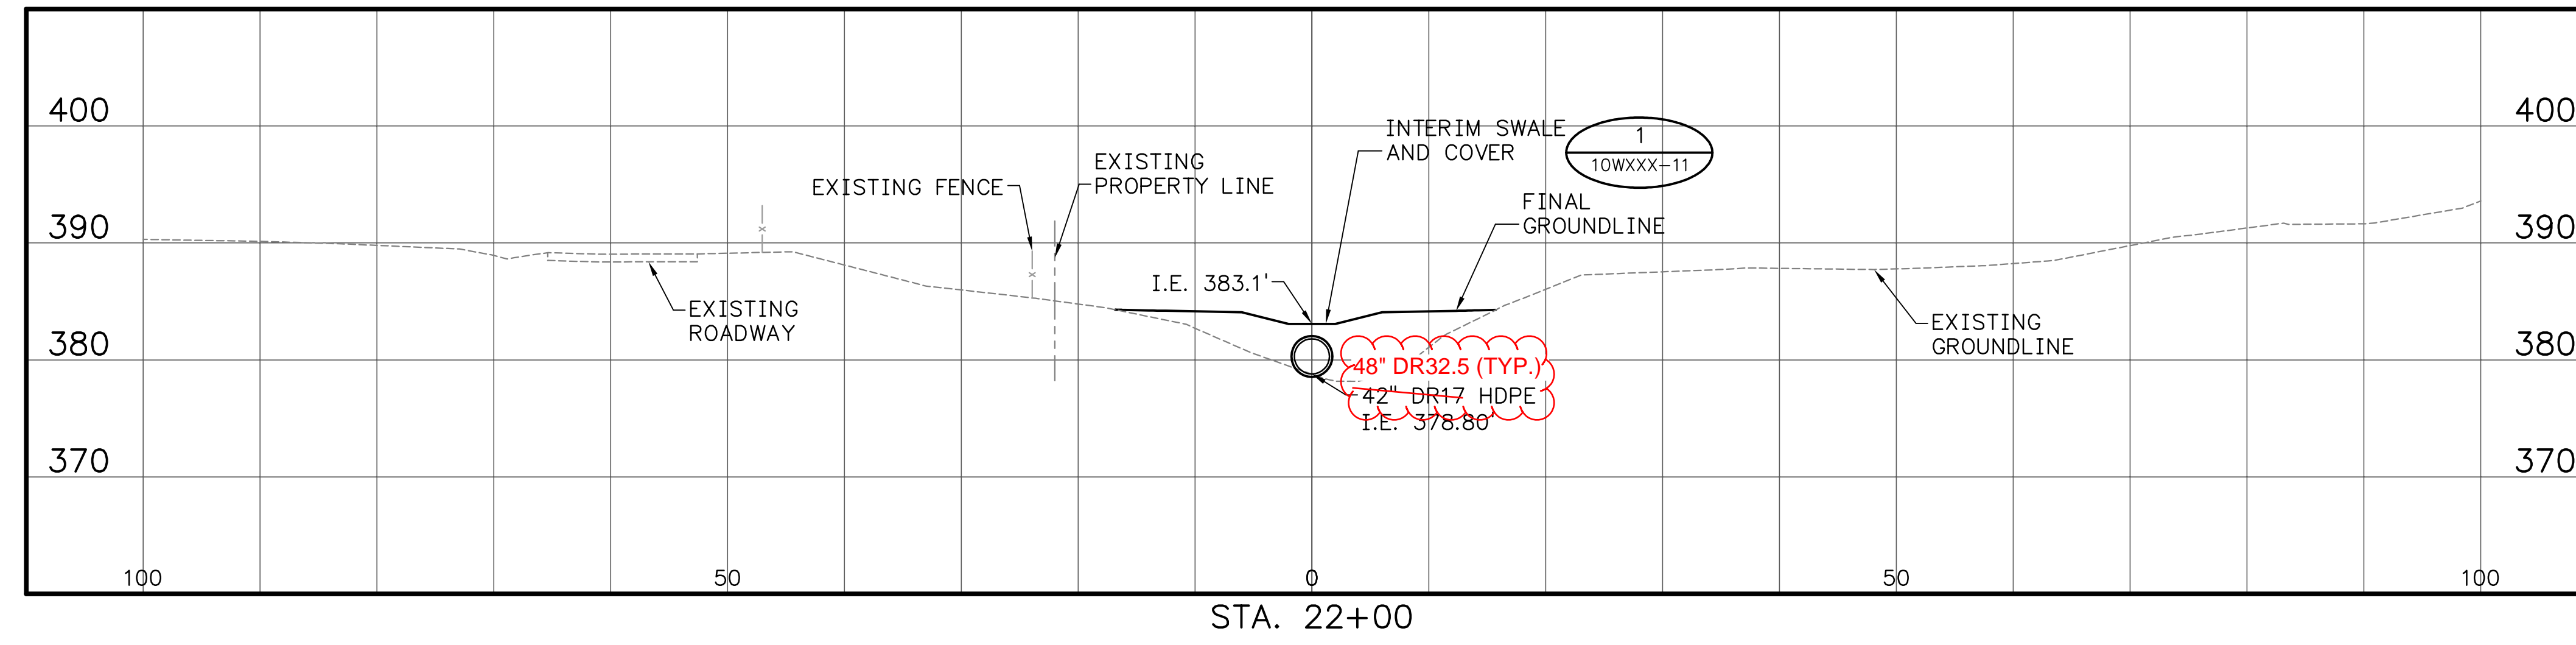 400
400
INTERIM SWALE
AND COVER
1
10WXXX-11
EXISTING
PROPERTY LINE
EXISTING FENCE
FINAL
GROUNDLINE
390
390
x
x
I.E. 383.1'
EXISTING
ROADWAY
EXISTING
GROUNDLINE
380
380
48" DR32.5 (TYP.)
42" DR17 HDPE
I.E. 378.80'
370
370
100
50
0
50
100
STA. 22+00